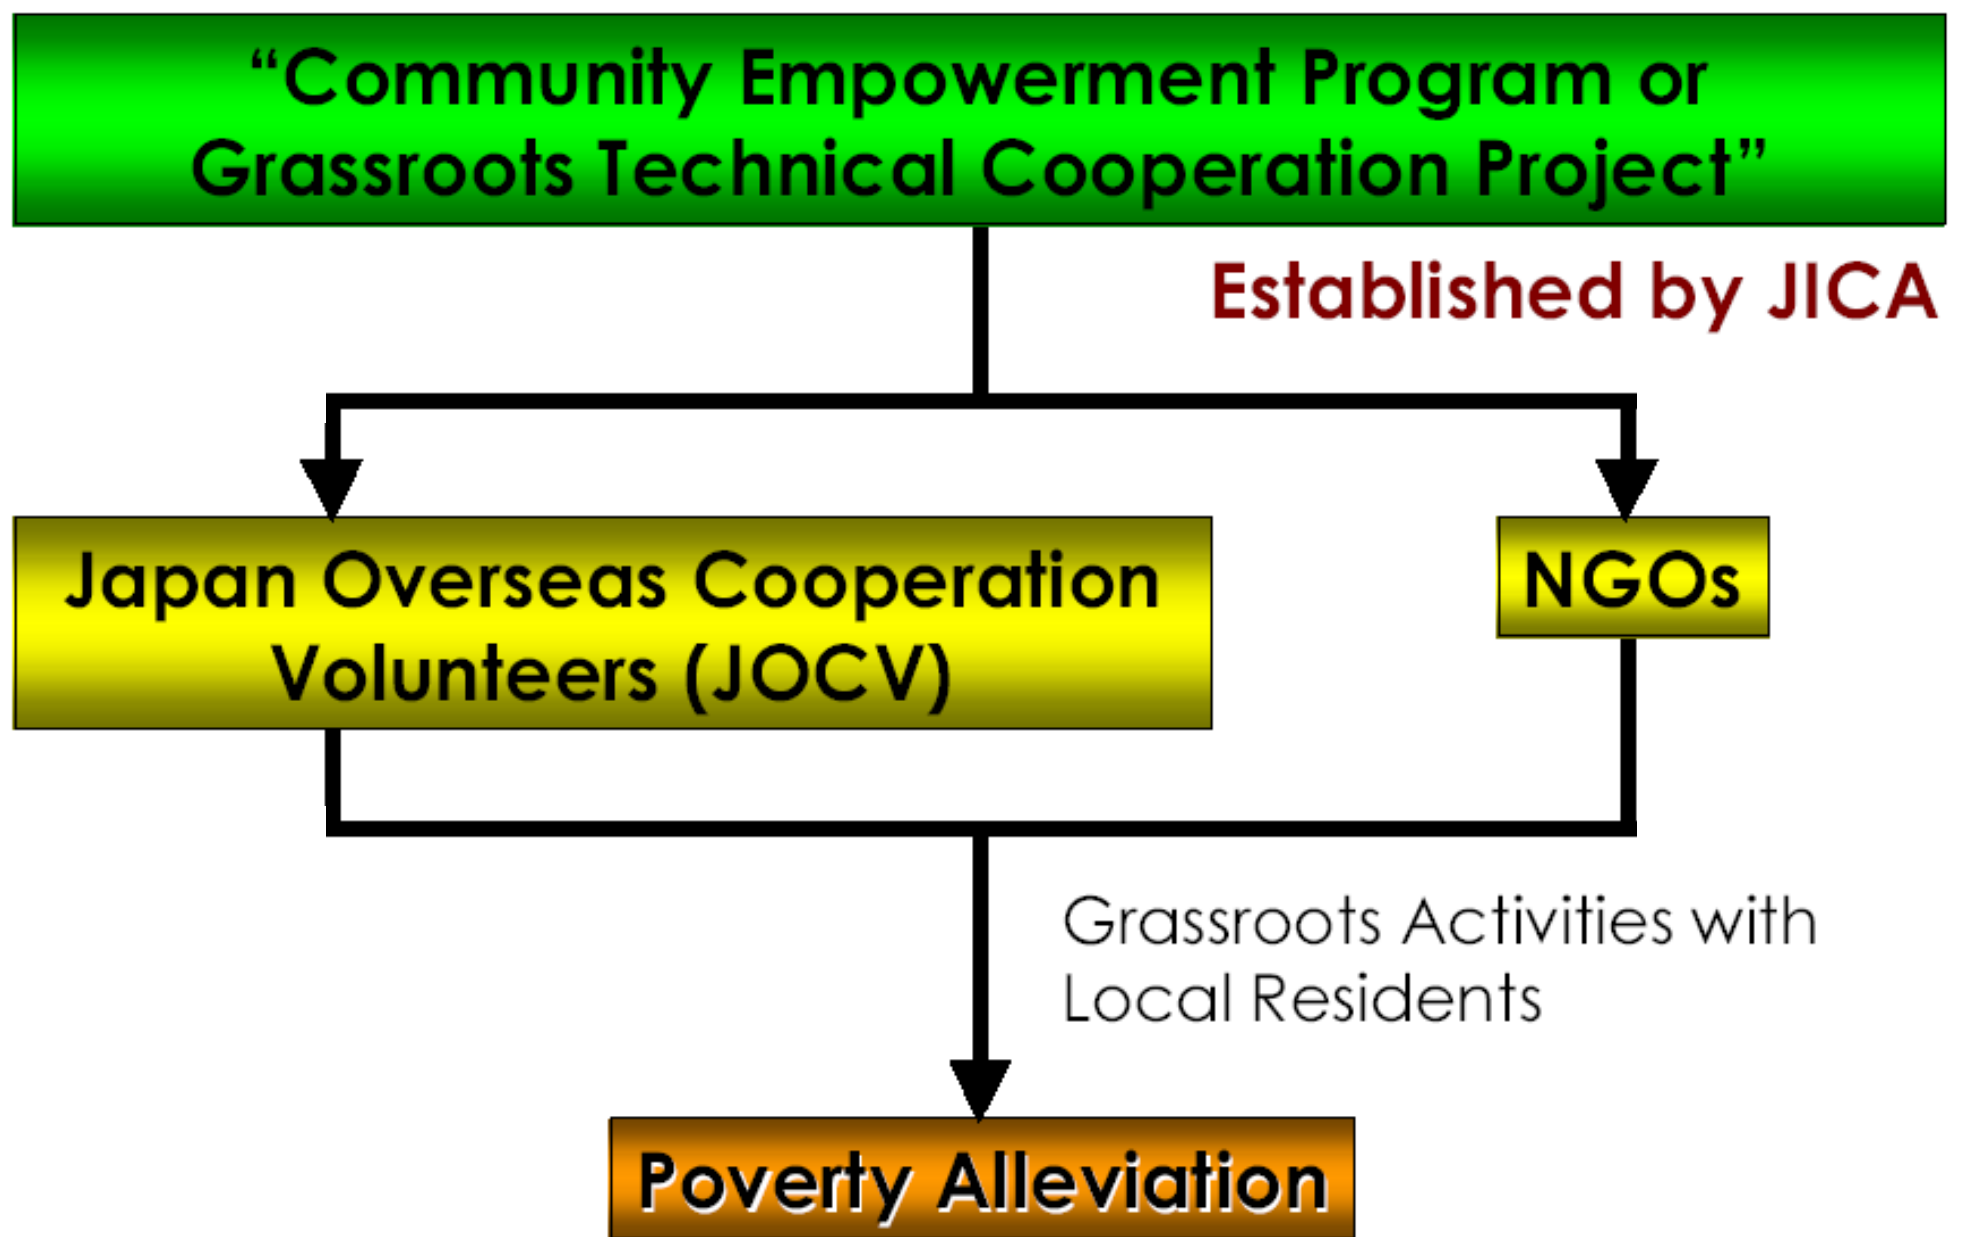 “Community Empowerment Program or
Grassroots Technical Cooperation Project”
Established by JICA
Japan Overseas Cooperation
Volunteers (JOCV)
NGOs
Grassroots Activities with
Local Residents
Poverty Alleviation